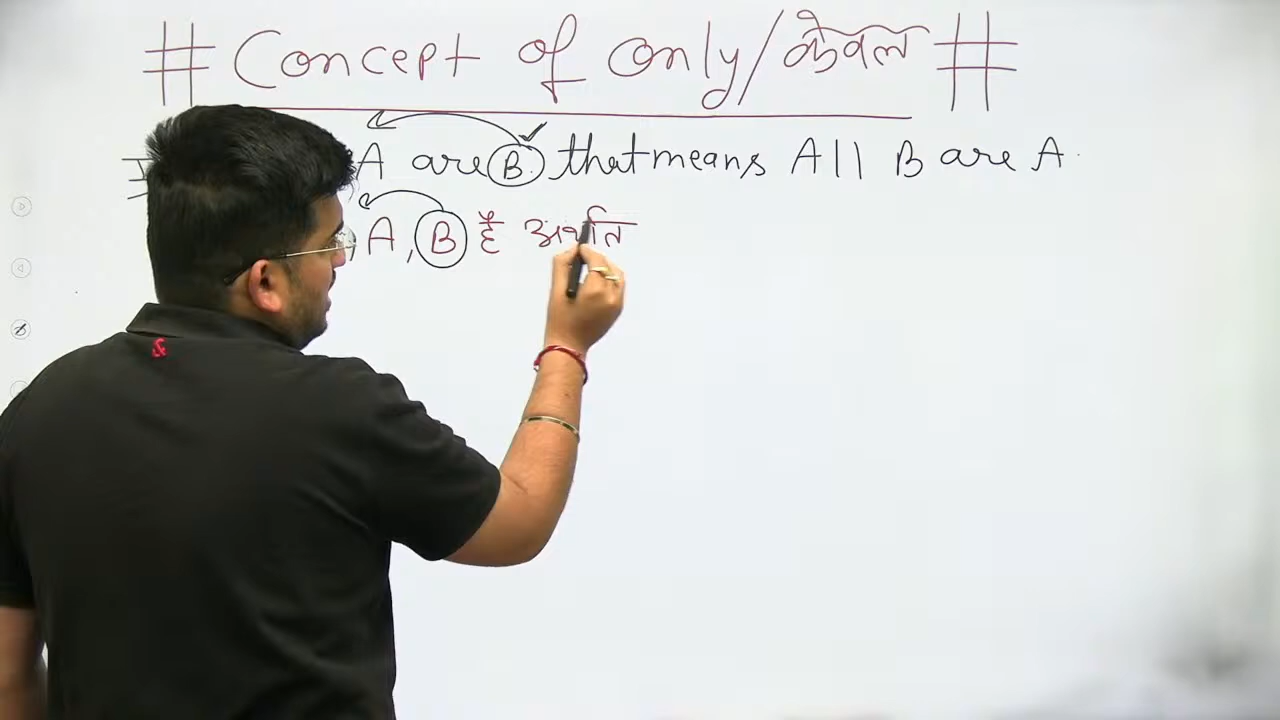 # Concept of only/केवल #
A are B. that means All B are A.
, A, B है अर्थात